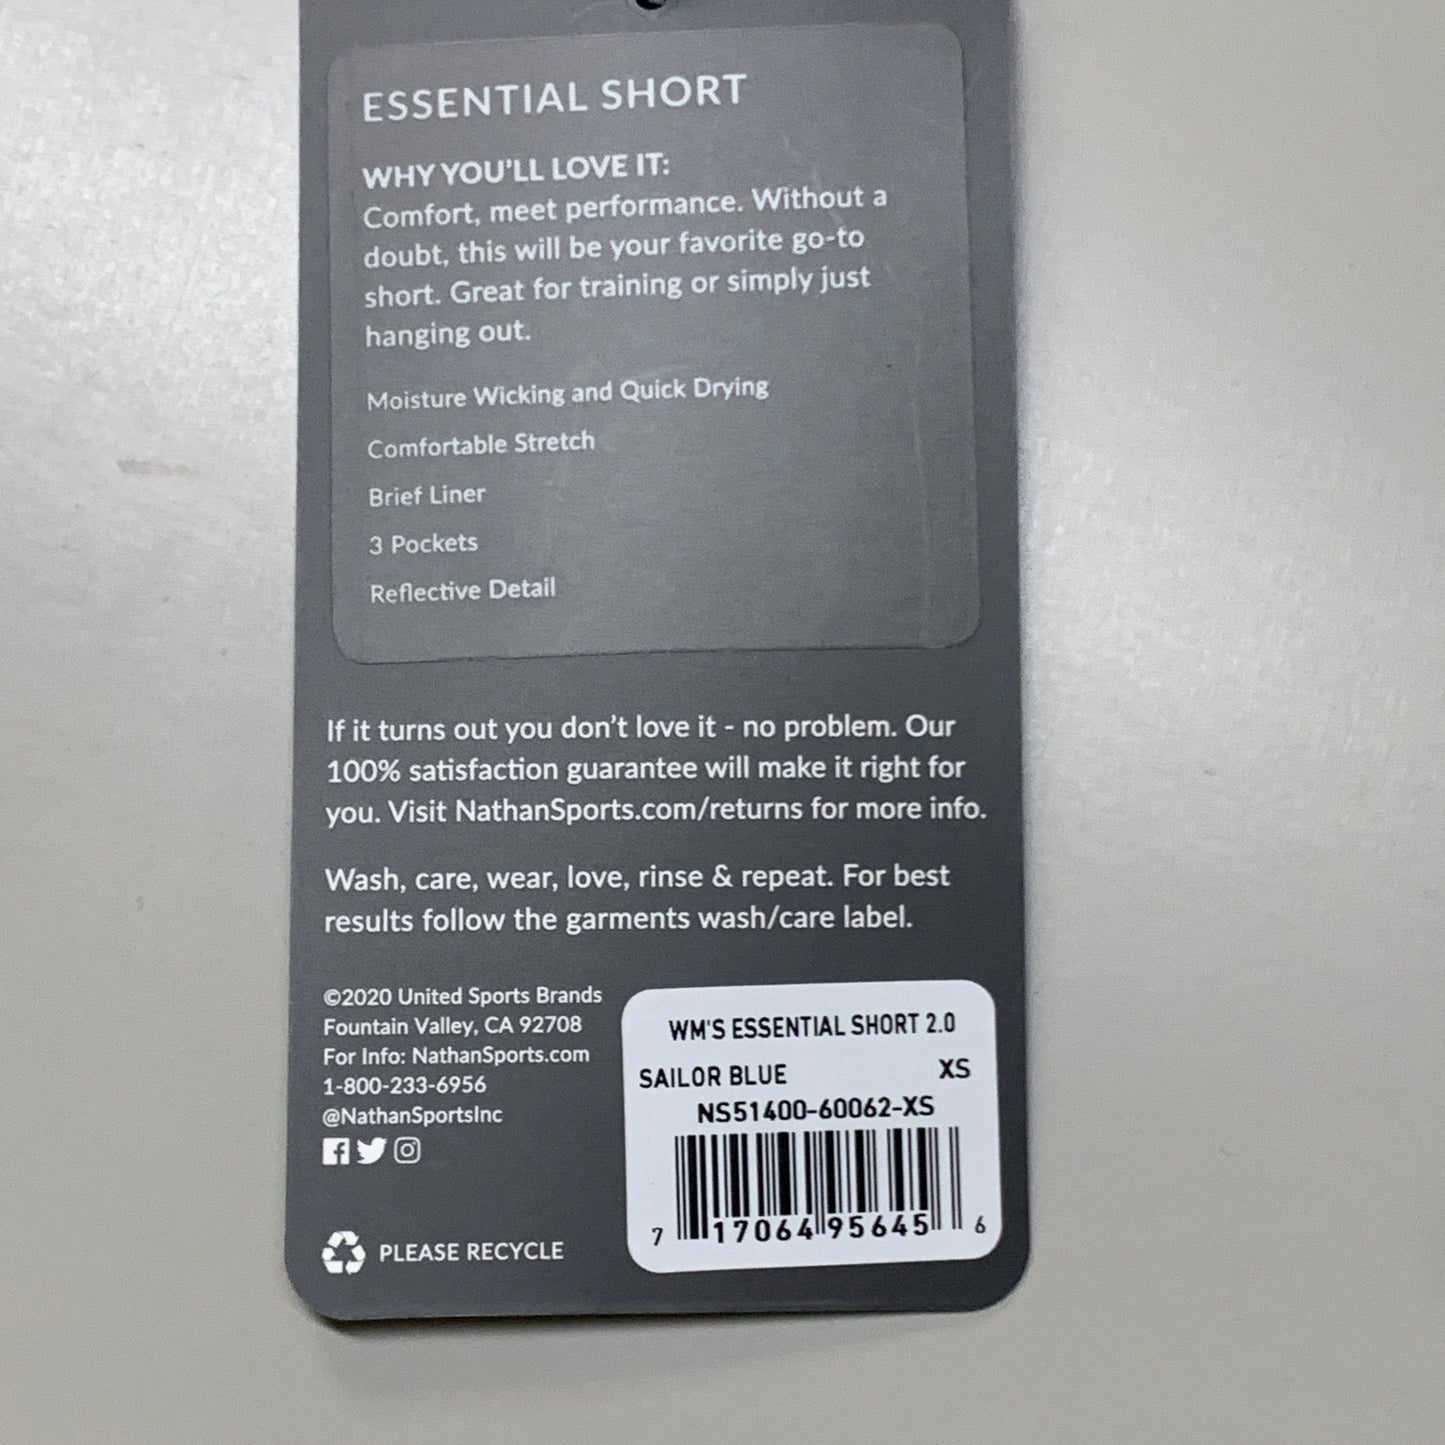 ESSENTIAL SHORT
WHY YOU'LL LOVE IT:
Comfort, meet performance. Without a
doubt, this will be your favorite go-to
short. Great for training or simply just
hanging out.
Moisture Wicking and Quick Drying
Comfortable Stretch
Brief Liner
3 Pockets
Reflective Detail
If it turns out you don't love it - no problem. Our
100% satisfaction guarantee will make it right for
you. Visit NathanSports.com/returns for more info.
Wash, care, wear, love, rinse & repeat. For best
results follow the garments wash/care label.
©2020 United Sports Brands
Fountain Valley, CA 92708
For Info: NathanSports.com
1-800-233-6956
@NathanSportsInc
PLEASE RECYCLE
WM'S ESSENTIAL SHORT 2.0
SAILOR BLUE XS
NS51400-60062-XS
7 17064 95645 6